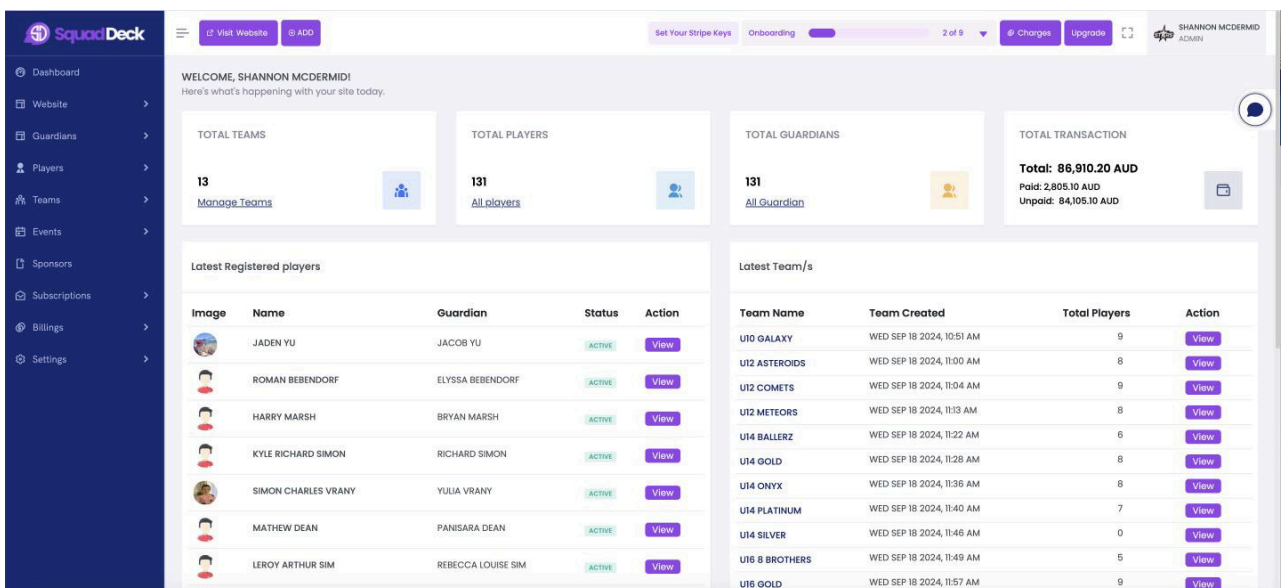 SquadDeck
Visit Website
ADD
Set Your Stripe Keys
Onboarding
2 of 9
Charges
Upgrade
SHANNON MCDERMID
ADMIN
Dashboard
Website
Guardians
Players
Teams
Events
Sponsors
Subscriptions
Billings
Settings
WELCOME, SHANNON MCDERMID!
Here's what's happening with your site today.
TOTAL TEAMS
13
Manage Teams
TOTAL PLAYERS
131
All players
TOTAL GUARDIANS
131
All Guardian
TOTAL TRANSACTION
Total: 86,910.20 AUD
Paid: 2,805.10 AUD
Unpaid: 84,105.10 AUD
Latest Registered players
Image Name Guardian Status Action
JADEN YU JACOB YU ACTIVE View
ROMAN BEBENDORF ELYSSA BEBENDORF ACTIVE View
HARRY MARSH BRYAN MARSH ACTIVE View
KYLE RICHARD SIMON RICHARD SIMON ACTIVE View
SIMON CHARLES VRANY YULIA VRANY ACTIVE View
MATHEW DEAN PANISARA DEAN ACTIVE View
LEROY ARTHUR SIM REBECCA LOUISE SIM ACTIVE View
Latest Team/s
Team Name Team Created Total Players Action
U10 GALAXY WED SEP 18 2024, 10:51 AM 9 View
U12 ASTEROIDS WED SEP 18 2024, 11:00 AM 8 View
U12 COMETS WED SEP 18 2024, 11:04 AM 9 View
U12 METEORS WED SEP 18 2024, 11:13 AM 8 View
U14 BALLERZ WED SEP 18 2024, 11:22 AM 6 View
U14 GOLD WED SEP 18 2024, 11:28 AM 8 View
U14 ONYX WED SEP 18 2024, 11:36 AM 8 View
U14 PLATINUM WED SEP 18 2024, 11:40 AM 7 View
U14 SILVER WED SEP 18 2024, 11:46 AM 0 View
U16 8 BROTHERS WED SEP 18 2024, 11:49 AM 5 View
U16 GOLD WED SEP 18 2024, 11:57 AM 9 View